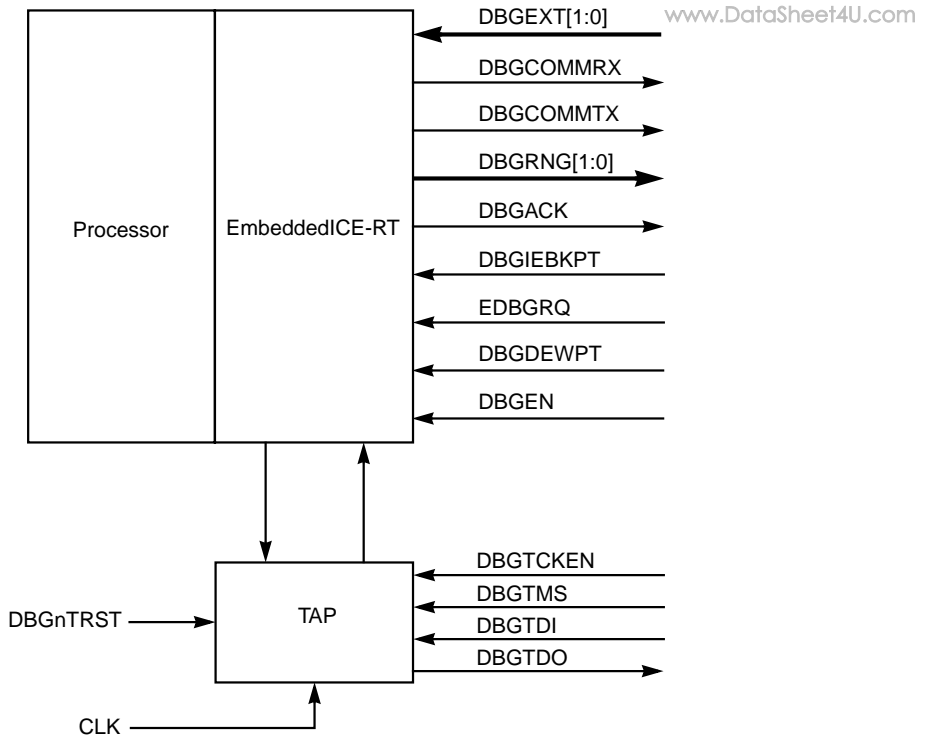 DBGEXT[1:0]
www.DataSheet4U.com
DBGCOMMRX
DBGCOMMTX
DBGRNG[1:0]
Processor
EmbeddedICE-RT
DBGACK
DBGIEBKPT
EDBGRQ
DBGDEWPT
DBGEN
DBGTCKEN
DBGTMS
DBGnTRST
TAP
DBGTDI
DBGTDO
CLK